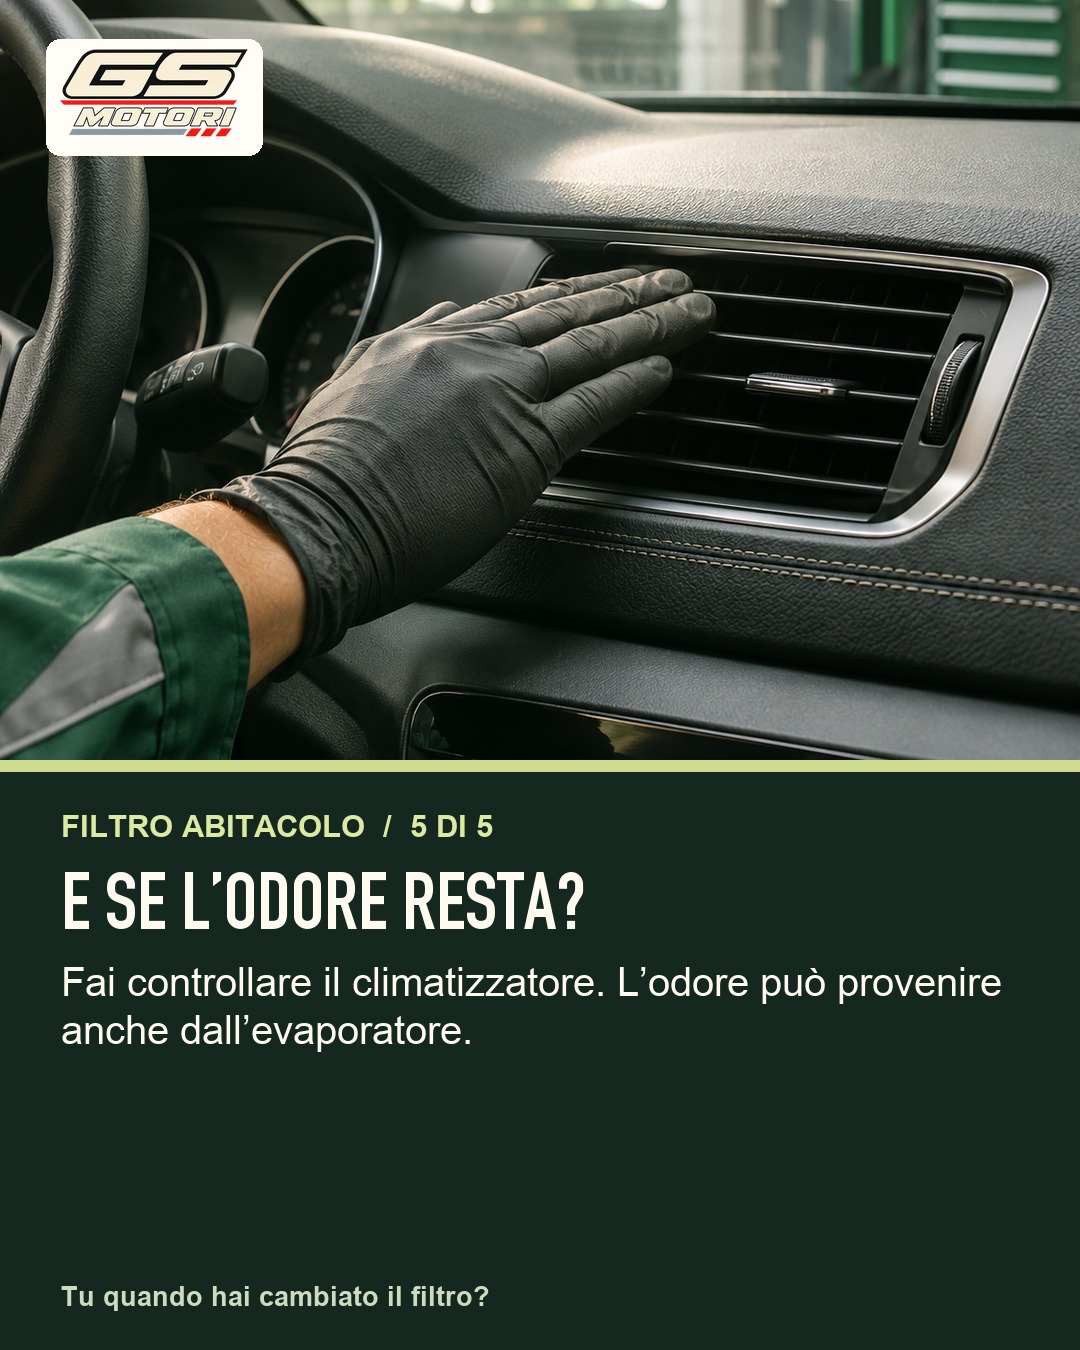 GS
MOTORI
FILTRO ABITACOLO / 5 DI 5
E SE L’ODORE RESTA?
Fai controllare il climatizzatore. L’odore può provenire
anche dall’evaporatore.
Tu quando hai cambiato il filtro?